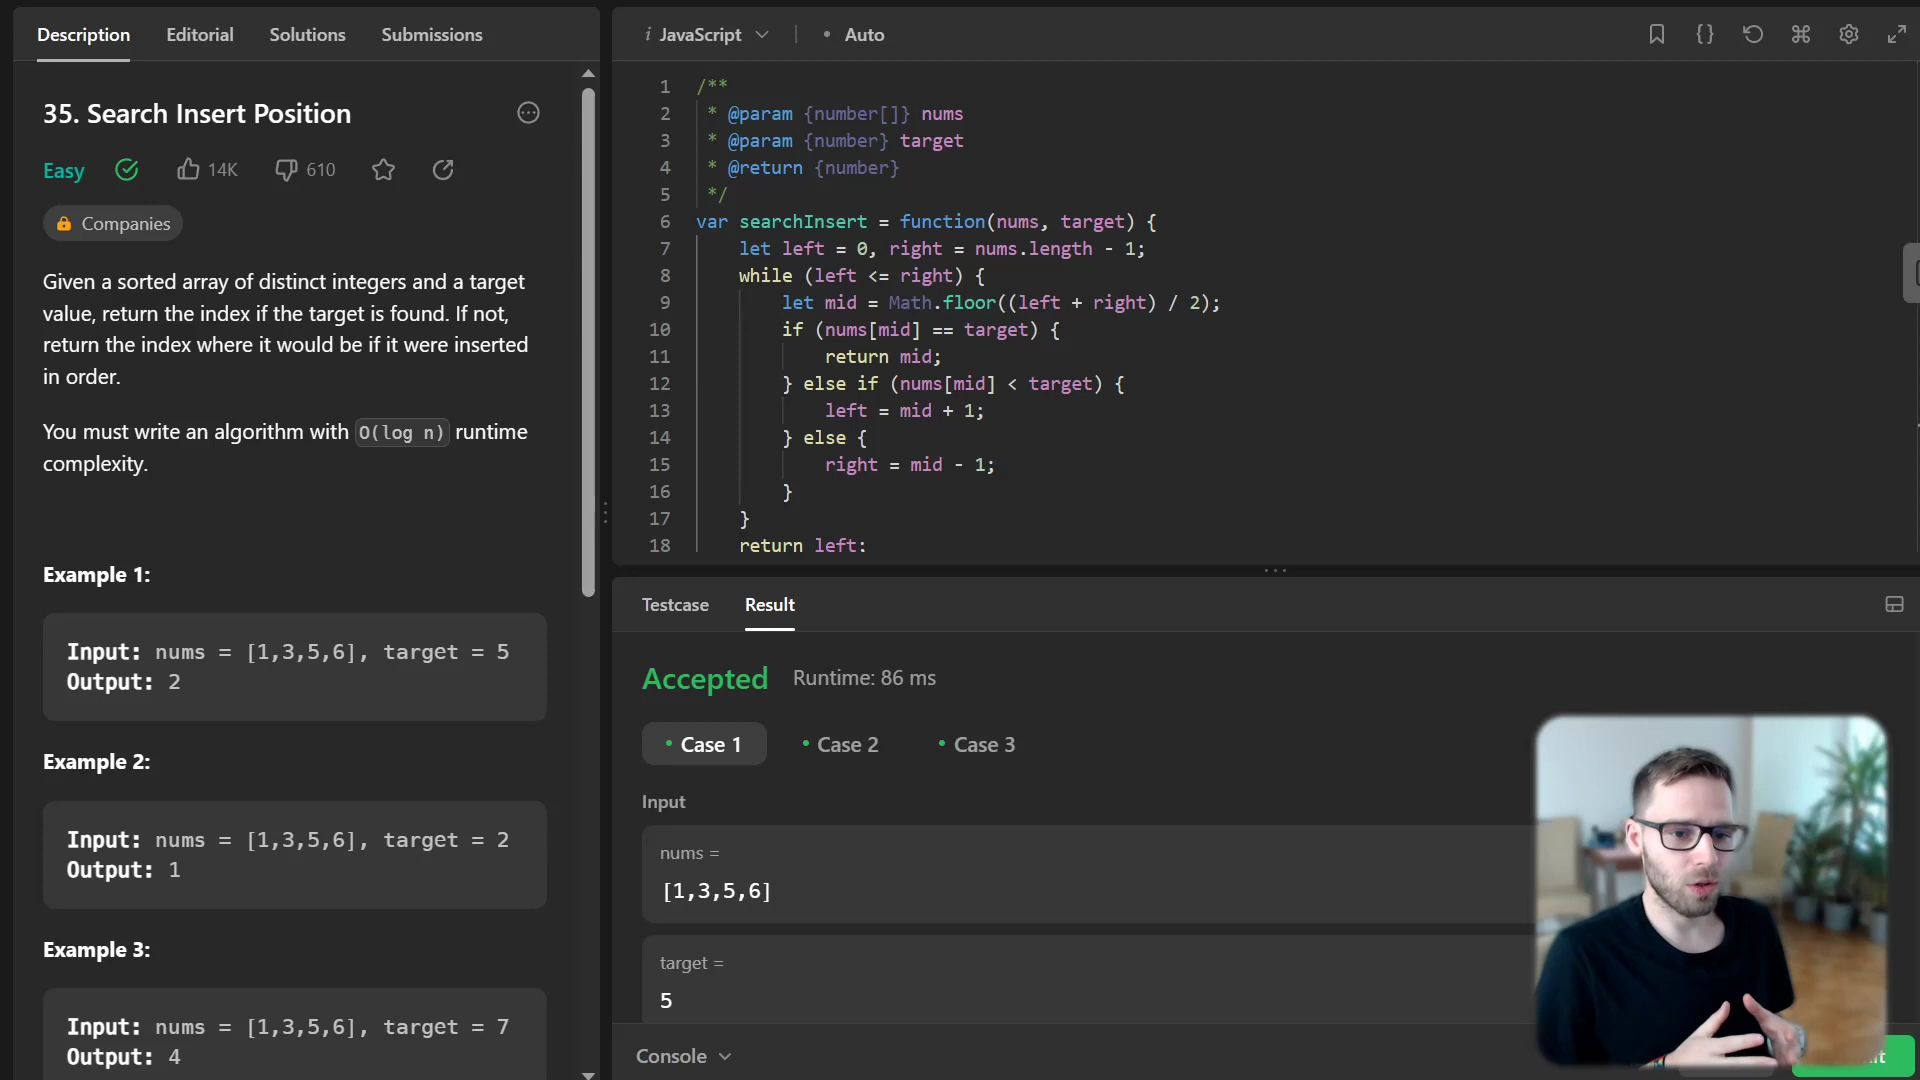 Description
Editorial
Solutions
Submissions
35. Search Insert Position
Easy
14K
610
Companies
Given a sorted array of distinct integers and a target
value, return the index if the target is found. If not,
return the index where it would be if it were inserted
in order.
You must write an algorithm with O(log n) runtime
complexity.
Example 1:
Input: nums = [1,3,5,6], target = 5
Output: 2
Example 2:
Input: nums = [1,3,5,6], target = 2
Output: 1
Example 3:
Input: nums = [1,3,5,6], target = 7
Output: 4
i JavaScript
• Auto
1 /**
2 * @param {number[]} nums
3 * @param {number} target
4 * @return {number}
5 */
6 var searchInsert = function(nums, target) {
7 let left = 0, right = nums.length - 1;
8 while (left <= right) {
9 let mid = Math.floor((left + right) / 2);
10 if (nums[mid] == target) {
11 return mid;
12 } else if (nums[mid] < target) {
13 left = mid + 1;
14 } else {
15 right = mid - 1;
16 }
17 }
18 return left:
Testcase
Result
Accepted
Runtime: 86 ms
• Case 1
• Case 2
• Case 3
Input
nums =
[1,3,5,6]
target =
5
Console